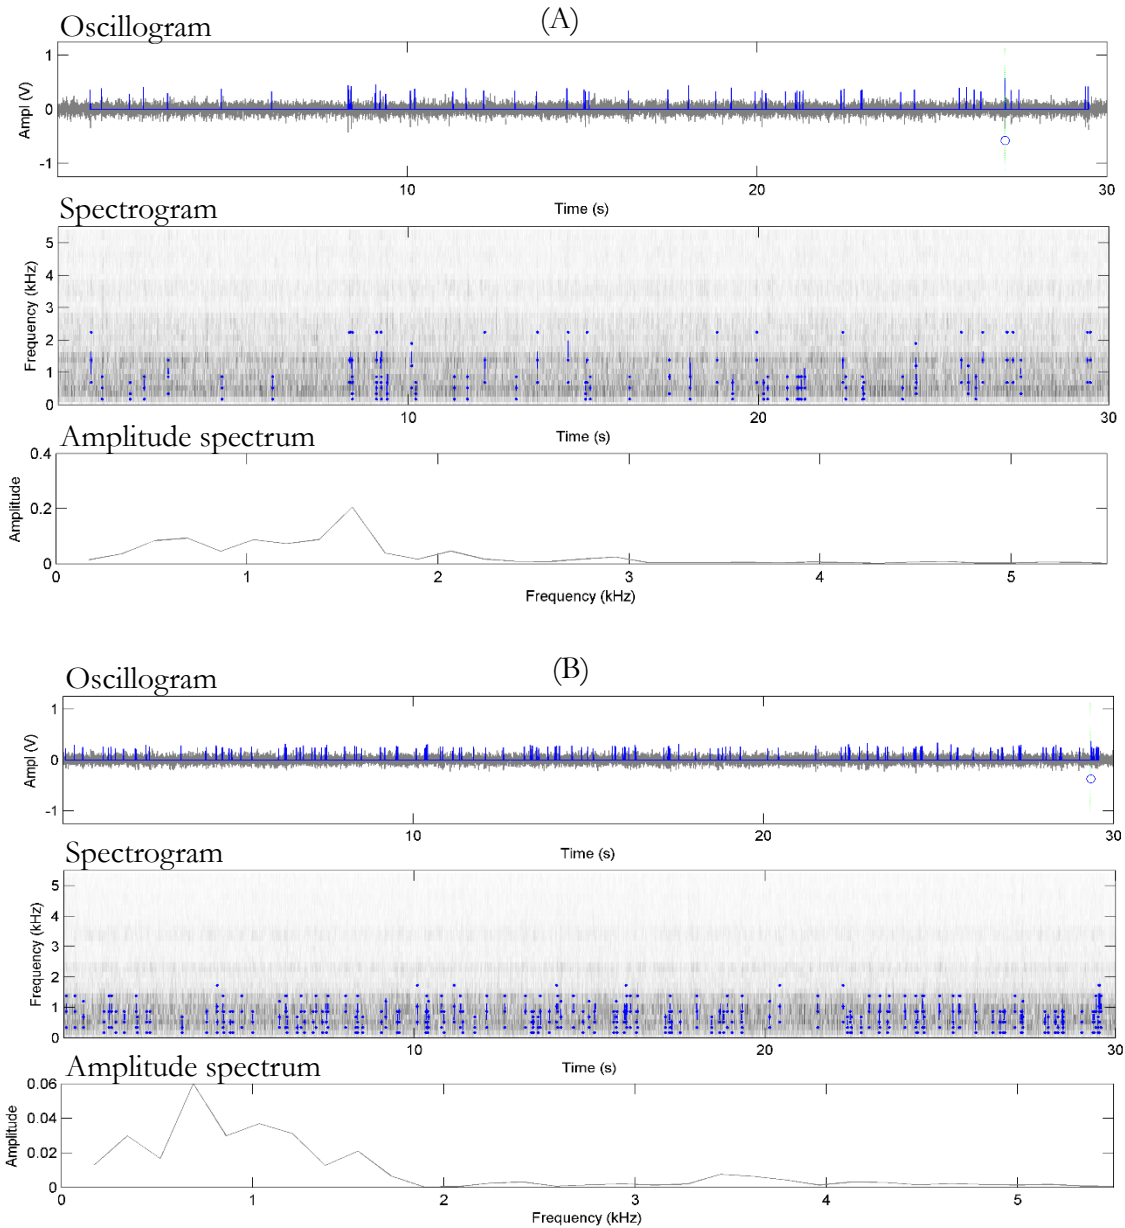 (A)
Oscillogram
1
0
-1
Ampl (V)
10
20
30
Time (s)
Spectrogram
5
4
3
2
1
0
Frequency (kHz)
10
20
30
Time (s)
Amplitude spectrum
0.4
0.2
0
Amplitude
0
1
2
3
4
5
Frequency (kHz)
(B)
Oscillogram
1
0
-1
Ampl (V)
10
20
30
Time (s)
Spectrogram
5
4
3
2
1
0
Frequency (kHz)
10
20
30
Time (s)
Amplitude spectrum
0.06
0.04
0.02
0
Amplitude
0
1
2
3
4
5
Frequency (kHz)